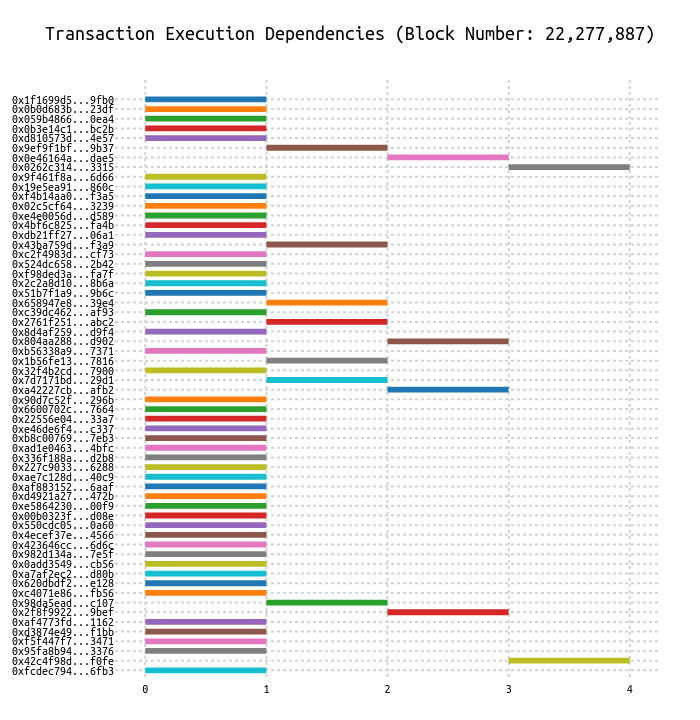 Transaction Execution Dependencies (Block Number: 22,277,887)
0x1f1699d5...9fb0
0x0b0d683b...23df
0x059b4866...0ea4
0x0b3e14c1...bc2b
0xd810573d...4e57
0x9ef9f1bf...9b37
0x0e46164a...dae5
0x0262c314...3315
0x9f461f8a...6d66
0x19e5ea91...860c
0xf4b14aa0...f3a5
0x02c5cf64...3239
0xe4e0056d...d589
0x4bf6c825...fa4b
0xdb21ff27...06a1
0x43ba759d...f3a9
0xc2f4983d...cf73
0x524dc658...2b42
0xf98ded3a...fa7f
0x2c2a8d10...8b6a
0x51b7f1a9...9b6c
0x658947e8...39e4
0xc39dc462...af93
0x2761f251...abc2
0x8d4af259...d9f4
0x804aa288...d902
0xb56338a9...7371
0x1b56fe13...7816
0x32f4b2cd...7900
0x7d7171bd...29d1
0xa42227cb...afb2
0x90d7c52f...296b
0x6600702c...7664
0x22556e04...33a7
0xe46de6f4...c337
0xb8c00769...7eb3
0xad1e0463...4bfc
0x336f188a...d2b8
0x227c9033...6288
0xae7c128d...40c9
0xaf883152...6aaf
0xd4921a27...472b
0xe5864230...00f9
0x00b0323f...d08e
0x550cdc05...0a60
0x4ecef37e...4566
0x423646cc...6d6c
0x982d134a...7e5f
0x0add3549...cb56
0xa7af2ec2...d80b
0x620dbdf2...e128
0xc4071e86...fb56
0x98da5ead...c107
0x2f8f9922...9bef
0xaf4773fd...1162
0xd3874e49...f1bb
0xf5f447f7...3471
0x95fa8b94...3376
0x42c4f98d...f0fe
0xfcdec794...6fb3
0 1 2 3 4